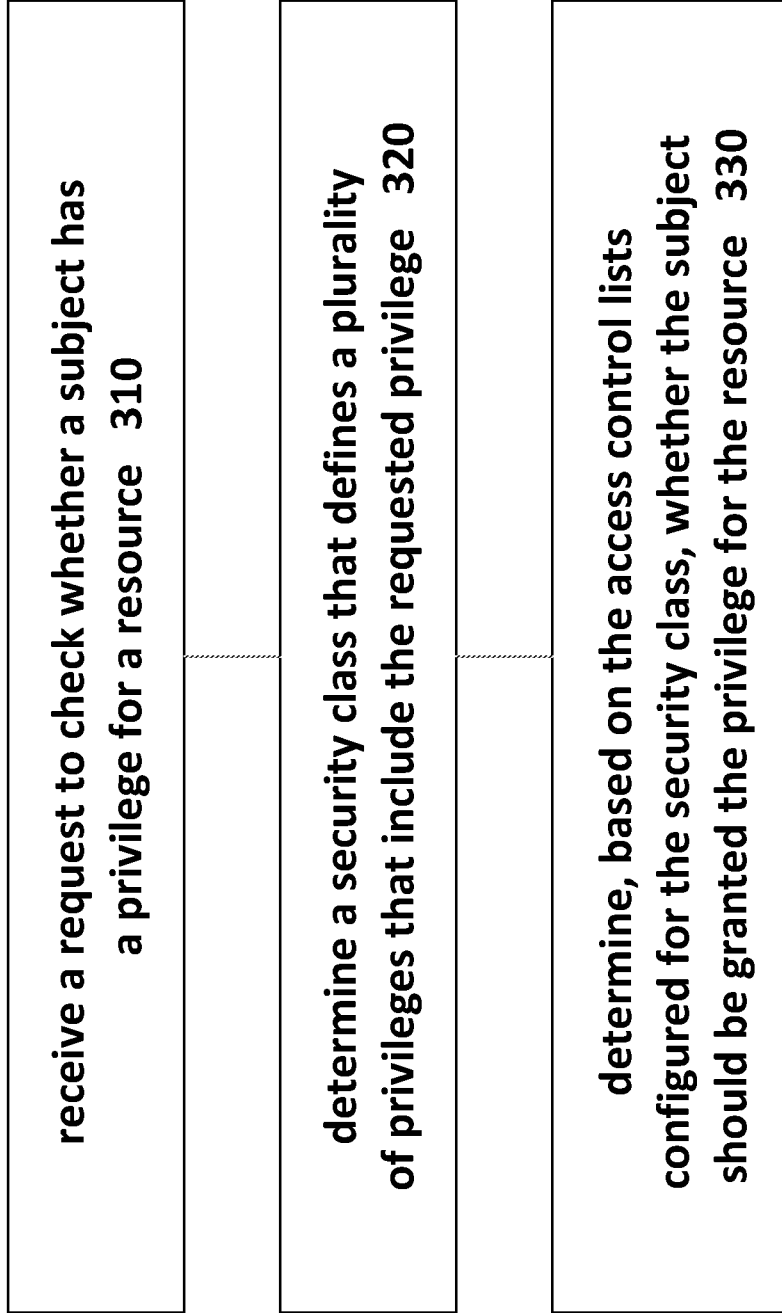 receive a request to check whether a subject has
a privilege for a resource 310
determine a security class that defines a plurality
of privileges that include the requested privilege 320
determine, based on the access control lists
configured for the security class, whether the subject
should be granted the privilege for the resource 330